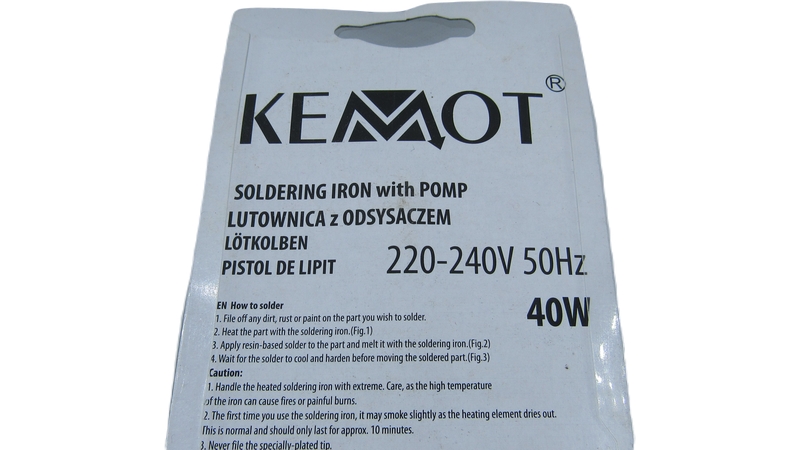 KEMOT®
SOLDERING IRON with POMP
LUTOWNICA z ODSYSACZEM
LÖTKOLBEN
PISTOL DE LIPIT
220-240V 50Hz
40W
EN How to solder
1. File off any dirt, rust or paint on the part you wish to solder.
2. Heat the part with the soldering iron.(Fig.1)
3. Apply resin-based solder to the part and melt it with the soldering iron.(Fig.2)
4. Wait for the solder to cool and harden before moving the soldered part.(Fig.3)
Caution:
1. Handle the heated soldering iron with extreme. Care, as the high temperature
of the iron can cause fires or painful burns.
2. The first time you use the soldering iron, it may smoke slightly as the heating element dries out.
This is normal and should only last for approx. 10 minutes.
3. Never file the specially-plated tip.